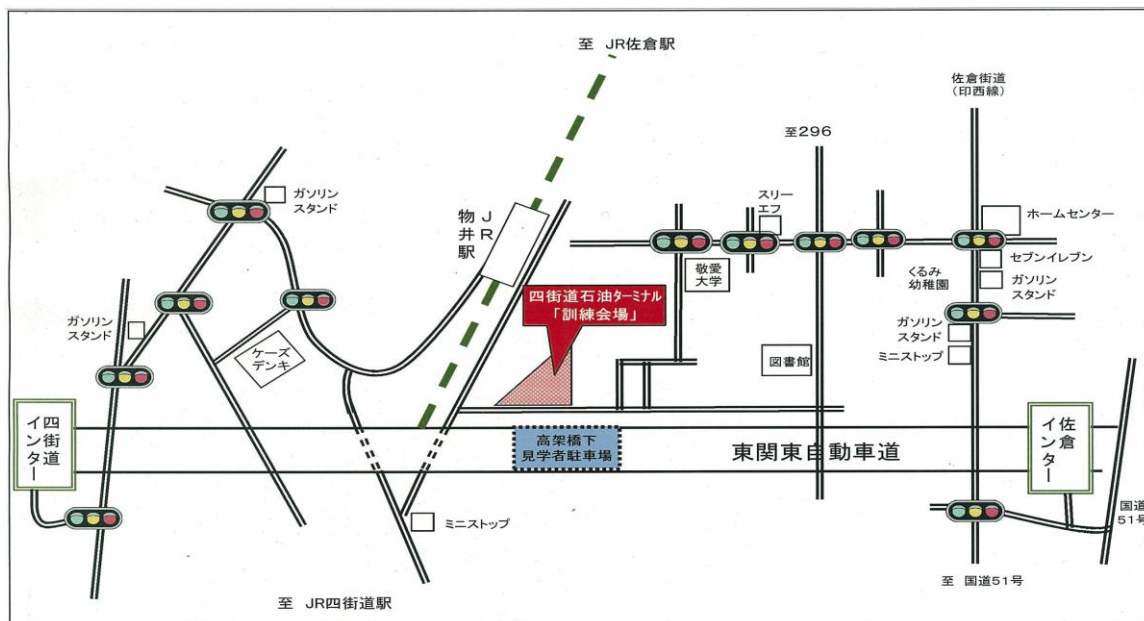 至 JR佐倉駅
佐倉街道
(印西線)
至296
ガソリン
スタンド
スリー
エフ
ホームセンター
JR
物井駅
敬愛
大学
セブンイレブン
くるみ
幼稚園
ガソリン
スタンド
四街道石油ターミナル
「訓練会場」
ガソリン
スタンド
ガソリン
スタンド
ケーズ
デンキ
図書館
ミニストップ
四街道
インター
高架橋下
見学者駐車場
東関東自動車道
佐倉
インター
国道
51号
ミニストップ
至 国道51号
至 JR四街道駅